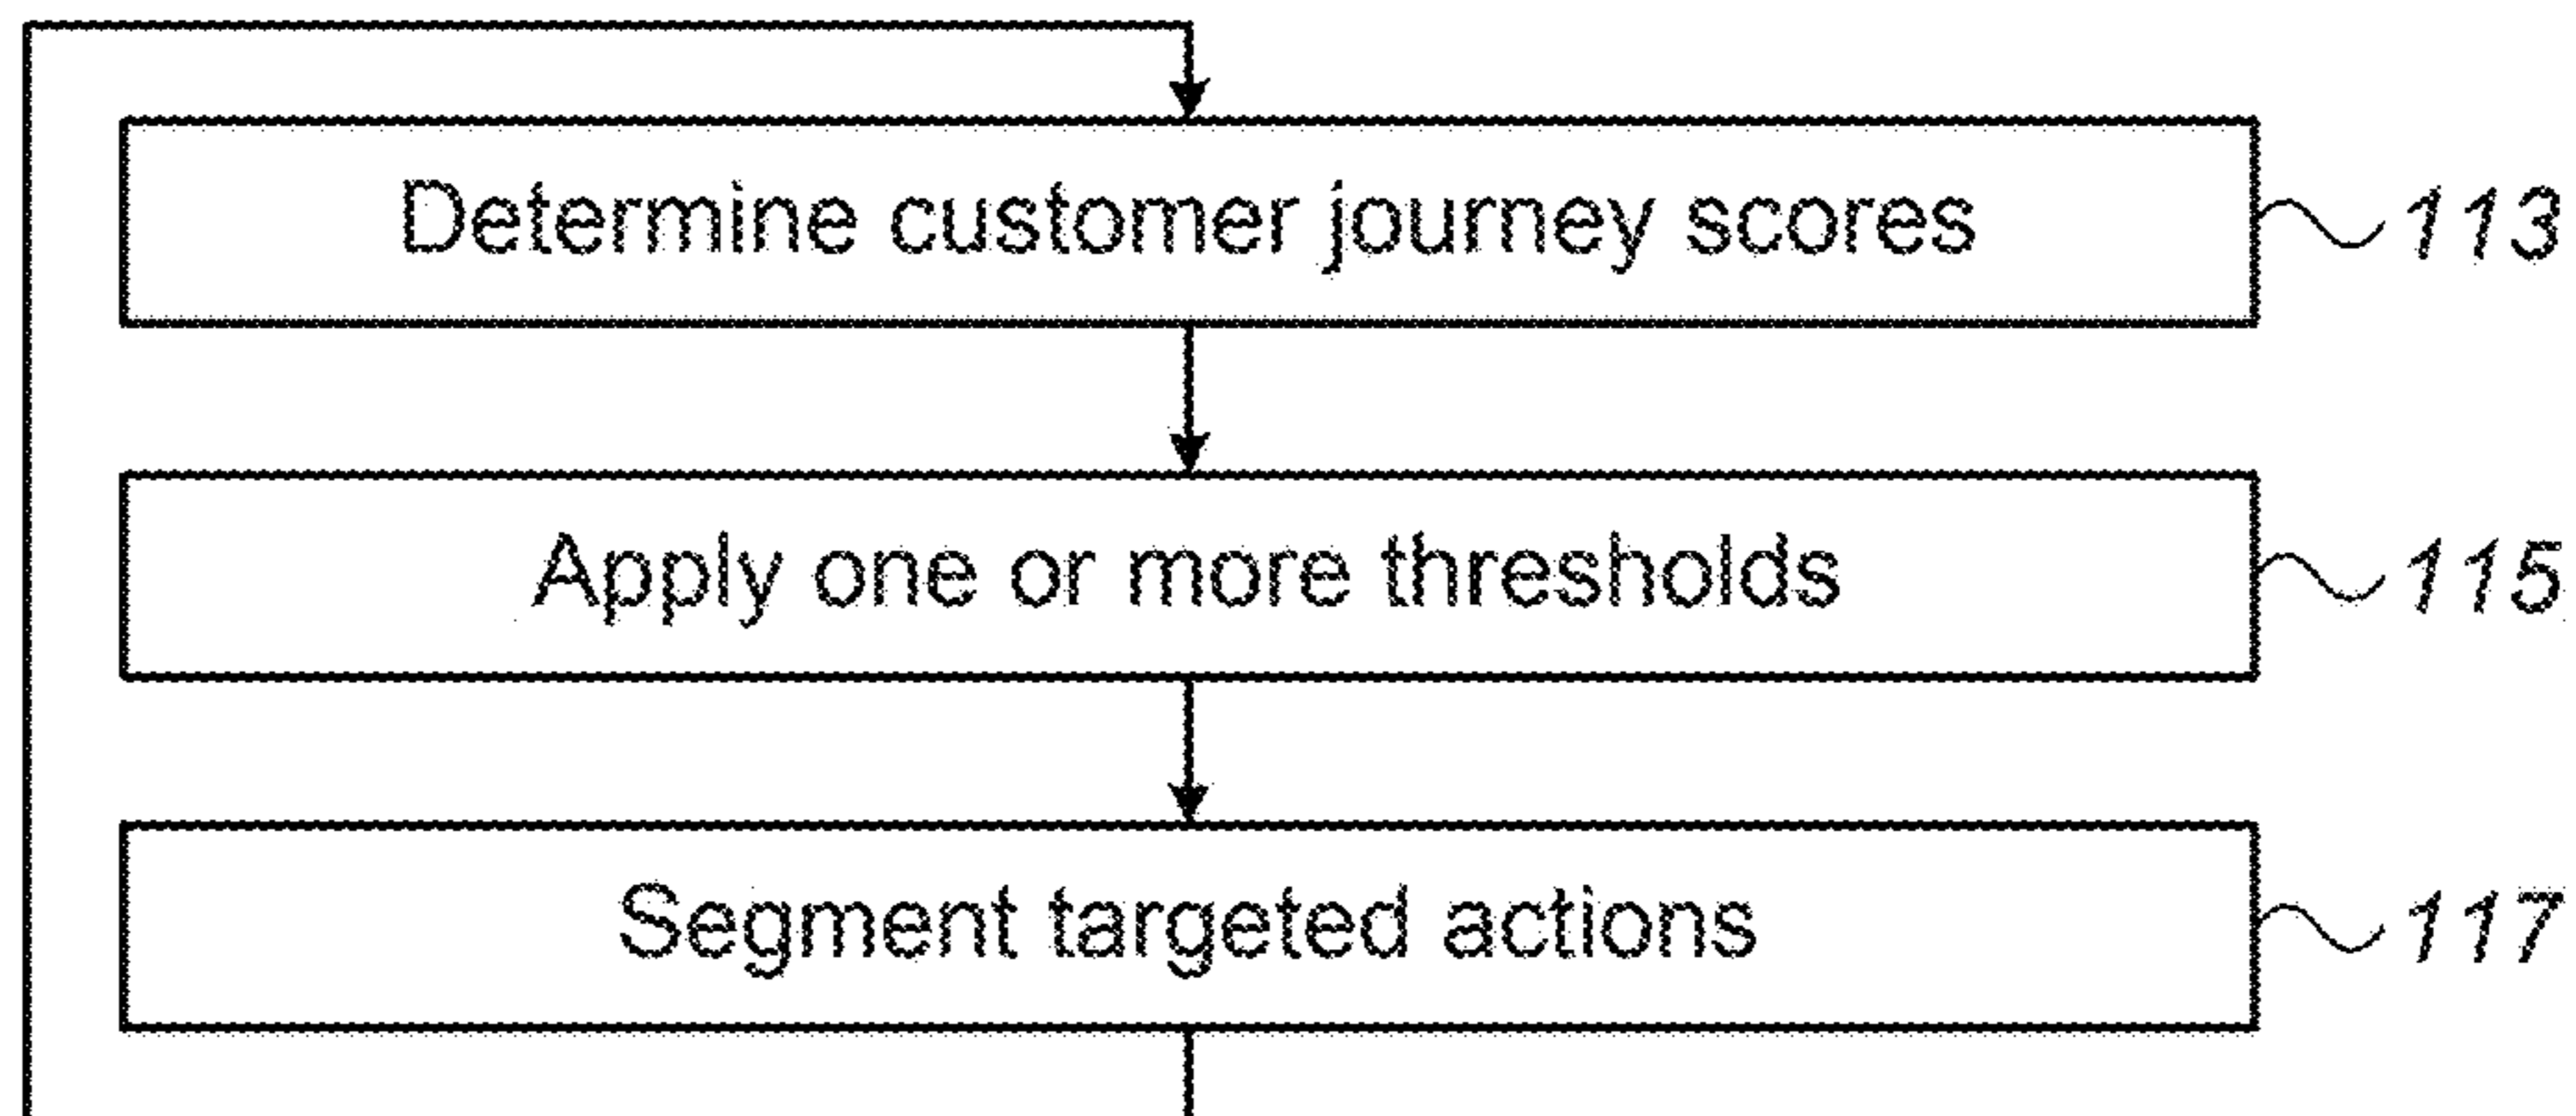 Determine customer journey scores 113
Apply one or more thresholds 115
Segment targeted actions 117